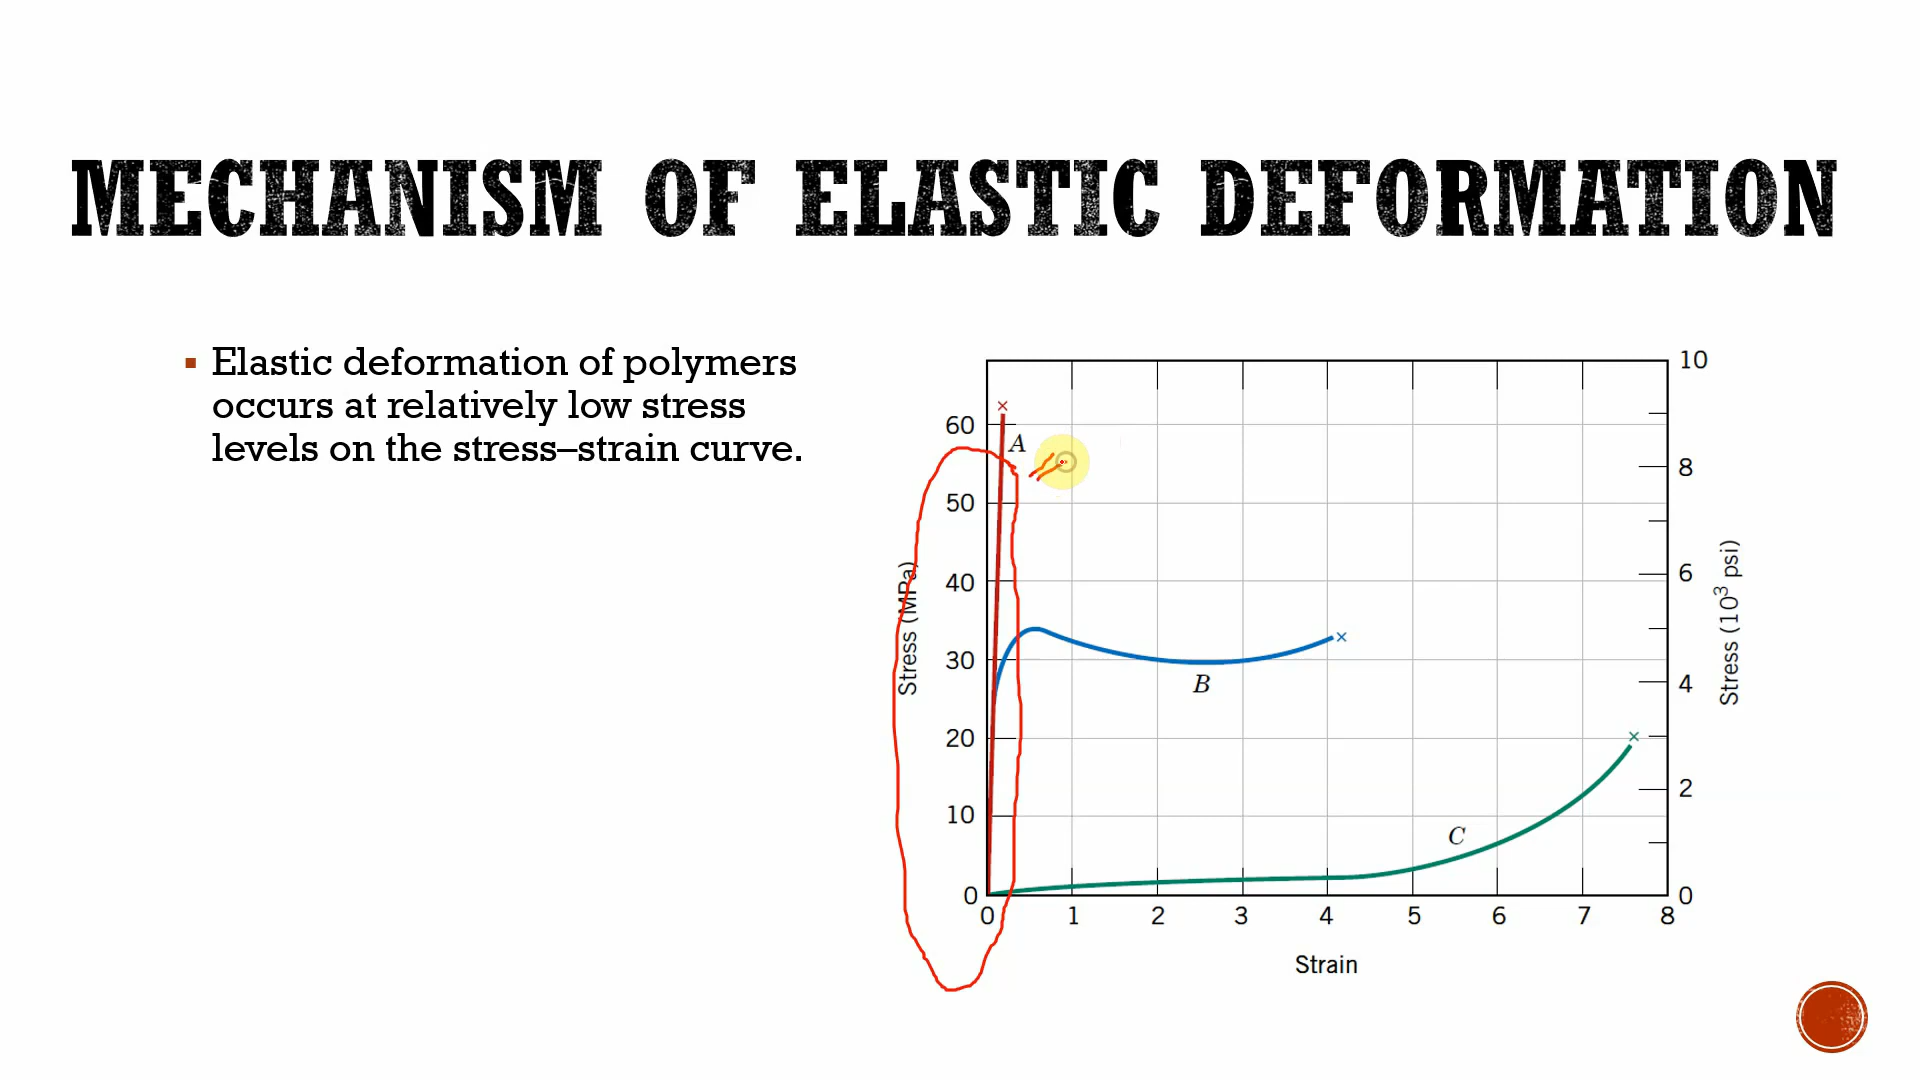 MECHANISM OF ELASTIC DEFORMATION
Elastic deformation of polymers
occurs at relatively low stress
levels on the stress–strain curve.
Stress (MPa)
60
50
40
30
20
10
0
A
B
C
0 1 2 3 4 5 6 7 8
Strain
10
8
6
4
2
0
Stress (10³ psi)